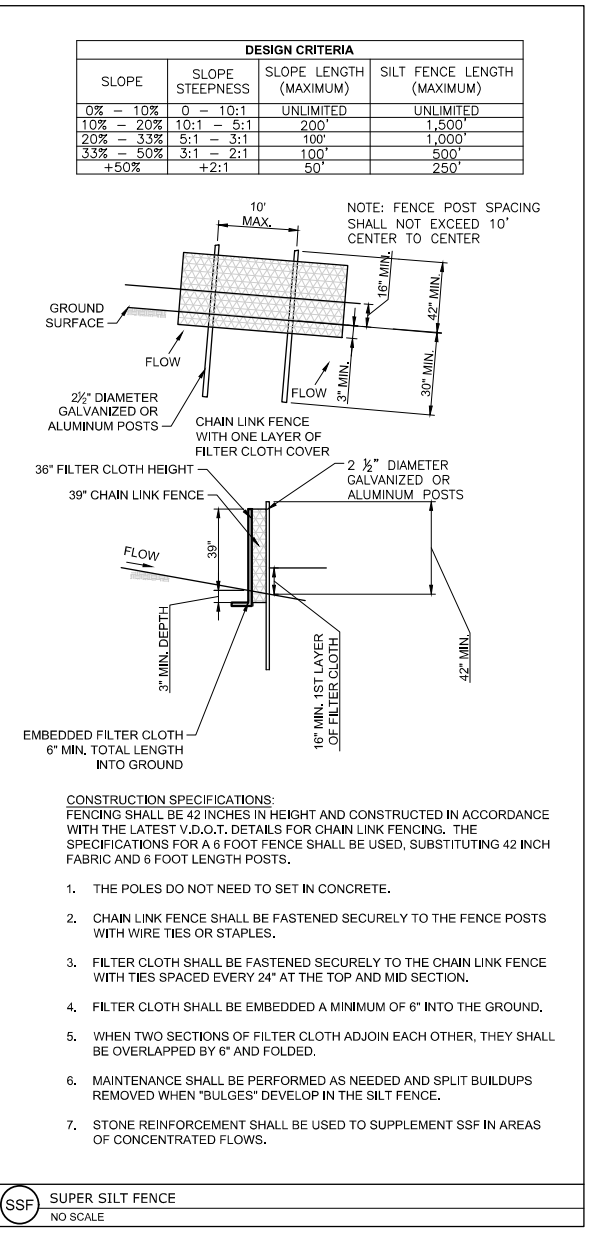 DESIGN CRITERIA
SLOPE SLOPE STEEPNESS SLOPE LENGTH (MAXIMUM) SILT FENCE LENGTH (MAXIMUM)
0% – 10% 0 – 10:1 UNLIMITED UNLIMITED
10% – 20% 10:1 – 5:1 200' 1,500'
20% – 33% 5:1 – 3:1 100' 1,000'
33% – 50% 3:1 – 2:1 100' 500'
+50% +2:1 50' 250'
10'
MAX.
NOTE: FENCE POST SPACING
SHALL NOT EXCEED 10'
CENTER TO CENTER
16" MIN.
42" MIN.
GROUND
SURFACE
FLOW
FLOW
3" MIN.
30" MIN.
2½" DIAMETER
GALVANIZED OR
ALUMINUM POSTS
CHAIN LINK FENCE
WITH ONE LAYER OF
FILTER CLOTH COVER
36" FILTER CLOTH HEIGHT
39" CHAIN LINK FENCE
2 ½” DIAMETER
GALVANIZED OR
ALUMINUM POSTS
FLOW
39"
3" MIN. DEPTH
16" MIN. 1ST LAYER
OF FILTER CLOTH
42" MIN.
EMBEDDED FILTER CLOTH
6" MIN. TOTAL LENGTH
INTO GROUND
CONSTRUCTION SPECIFICATIONS:
FENCING SHALL BE 42 INCHES IN HEIGHT AND CONSTRUCTED IN ACCORDANCE
WITH THE LATEST V.D.O.T. DETAILS FOR CHAIN LINK FENCING. THE
SPECIFICATIONS FOR A 6 FOOT FENCE SHALL BE USED, SUBSTITUTING 42 INCH
FABRIC AND 6 FOOT LENGTH POSTS.
1. THE POLES DO NOT NEED TO SET IN CONCRETE.
2. CHAIN LINK FENCE SHALL BE FASTENED SECURELY TO THE FENCE POSTS
WITH WIRE TIES OR STAPLES.
3. FILTER CLOTH SHALL BE FASTENED SECURELY TO THE CHAIN LINK FENCE
WITH TIES SPACED EVERY 24" AT THE TOP AND MID SECTION.
4. FILTER CLOTH SHALL BE EMBEDDED A MINIMUM OF 6" INTO THE GROUND.
5. WHEN TWO SECTIONS OF FILTER CLOTH ADJOIN EACH OTHER, THEY SHALL
BE OVERLAPPED BY 6" AND FOLDED.
6. MAINTENANCE SHALL BE PERFORMED AS NEEDED AND SPLIT BUILDUPS
REMOVED WHEN "BULGES" DEVELOP IN THE SILT FENCE.
7. STONE REINFORCEMENT SHALL BE USED TO SUPPLEMENT SSF IN AREAS
OF CONCENTRATED FLOWS.
SSF SUPER SILT FENCE
NO SCALE